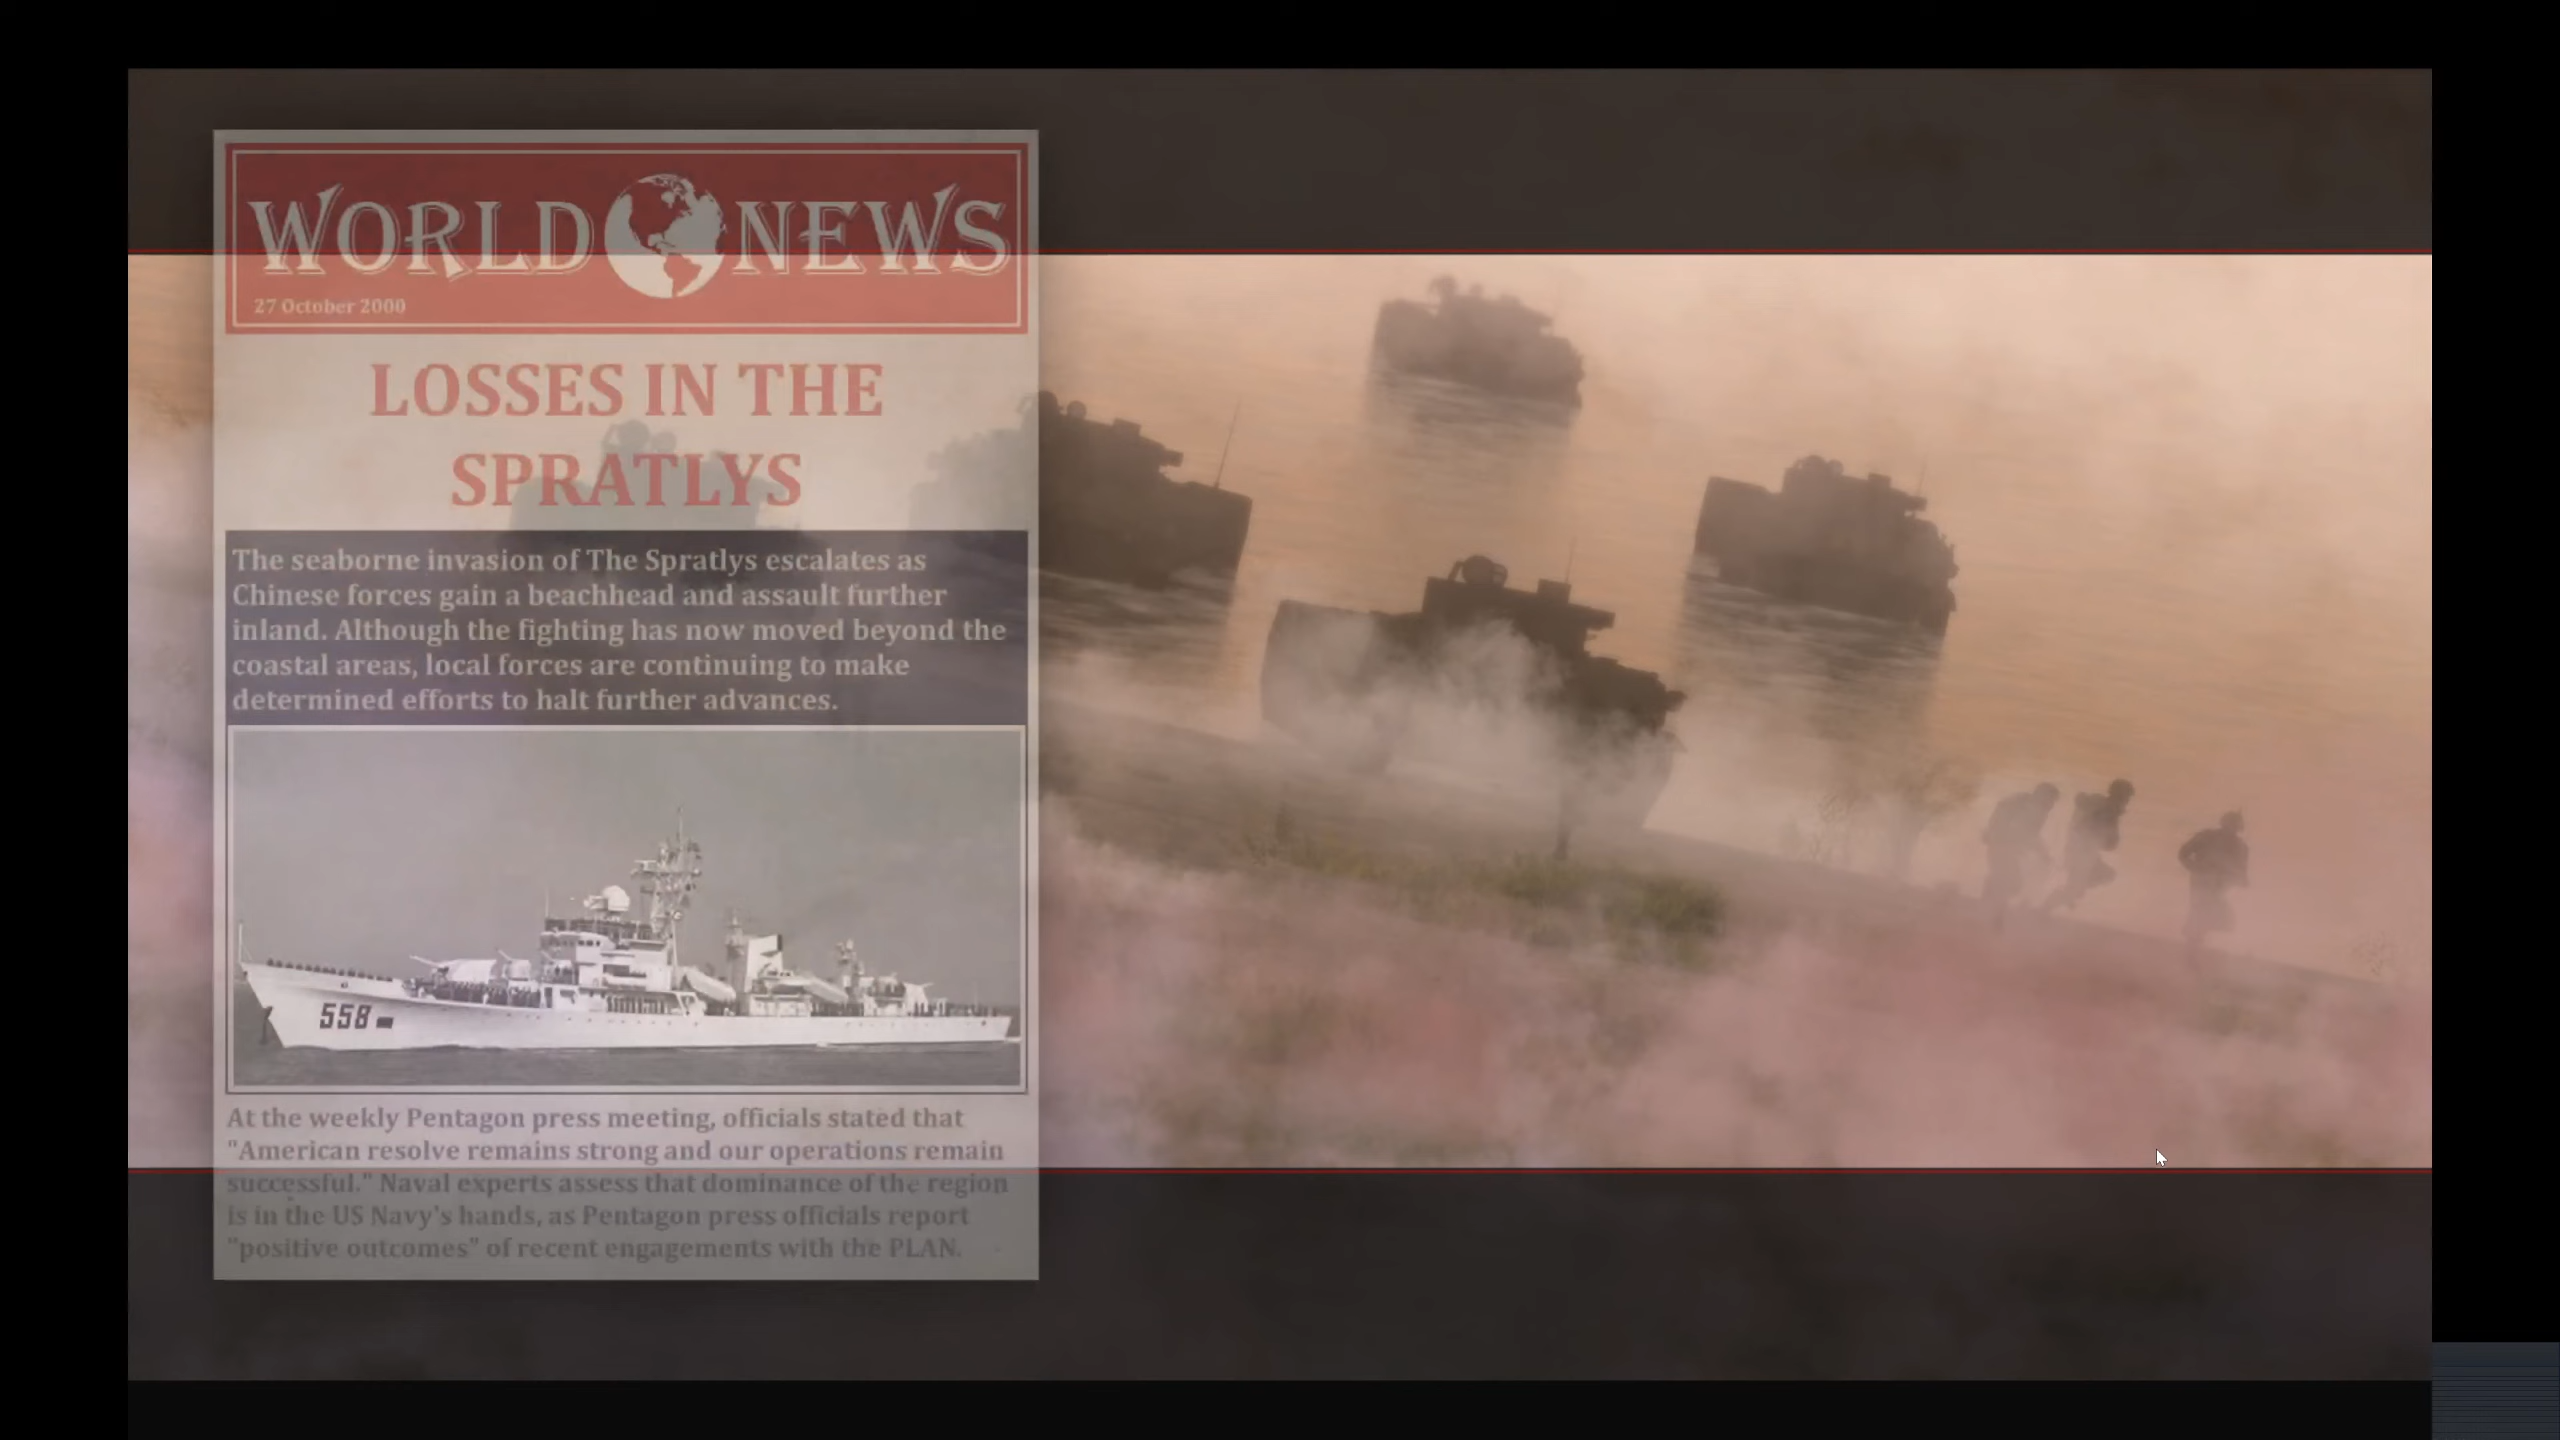 WORLD NEWS
27 October 2000
LOSSES IN THE
SPRATLYS
The seaborne invasion of The Spratlys escalates as
Chinese forces gain a beachhead and assault further
inland. Although the fighting has now moved beyond the
coastal areas, local forces are continuing to make
determined efforts to halt further advances.
558
At the weekly Pentagon press meeting, officials stated that
"American resolve remains strong and our operations remain
successful." Naval experts assess that dominance of the region
is in the US Navy's hands, as Pentagon press officials report
"positive outcomes" of recent engagements with the PLAN.